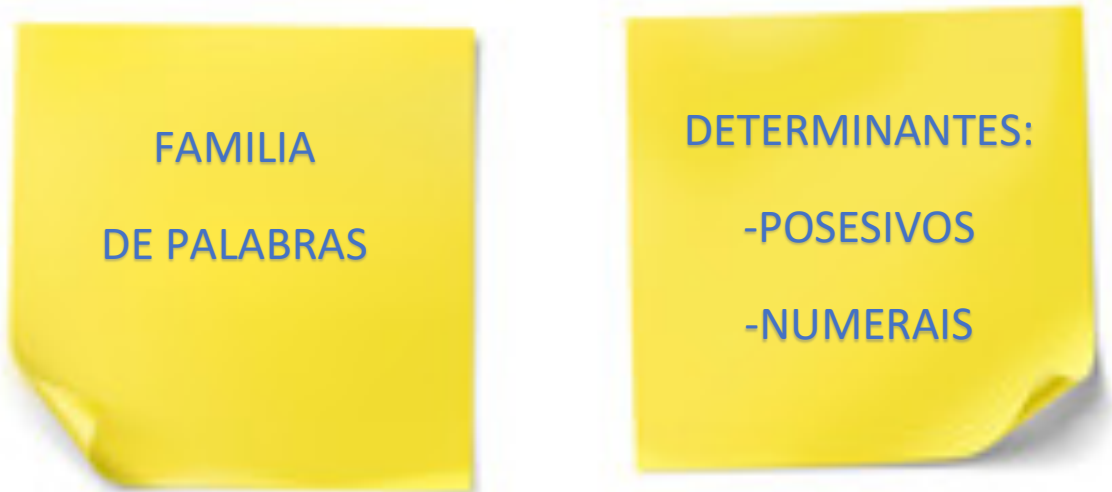 FAMILIA
DE PALABRAS
DETERMINANTES:
-POSESIVOS
-NUMERAIS